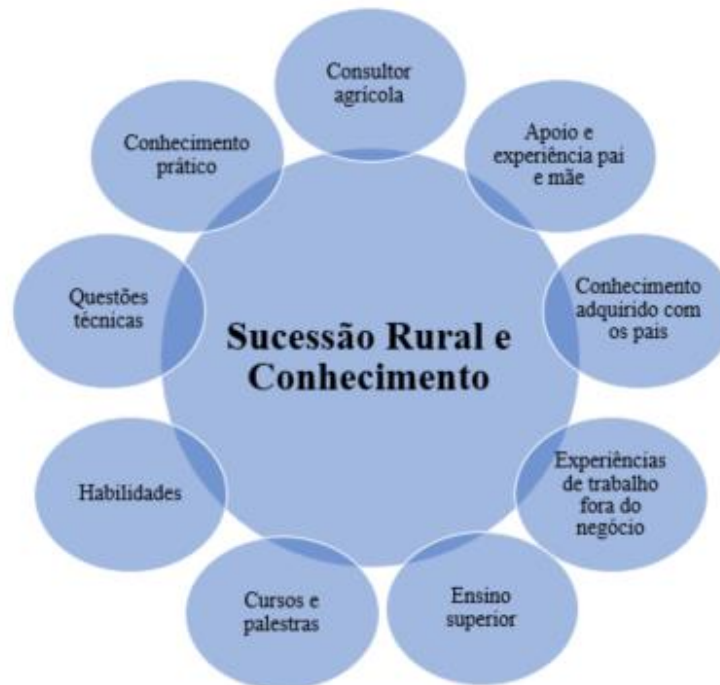 Consultor
agrícola
Apoio e
experiência pai
e mãe
Conhecimento
adquirido com
os pais
Experiências
de trabalho
fora do
negócio
Ensino
superior
Cursos e
palestras
Habilidades
Questões
técnicas
Conhecimento
prático
Sucessão Rural e
Conhecimento